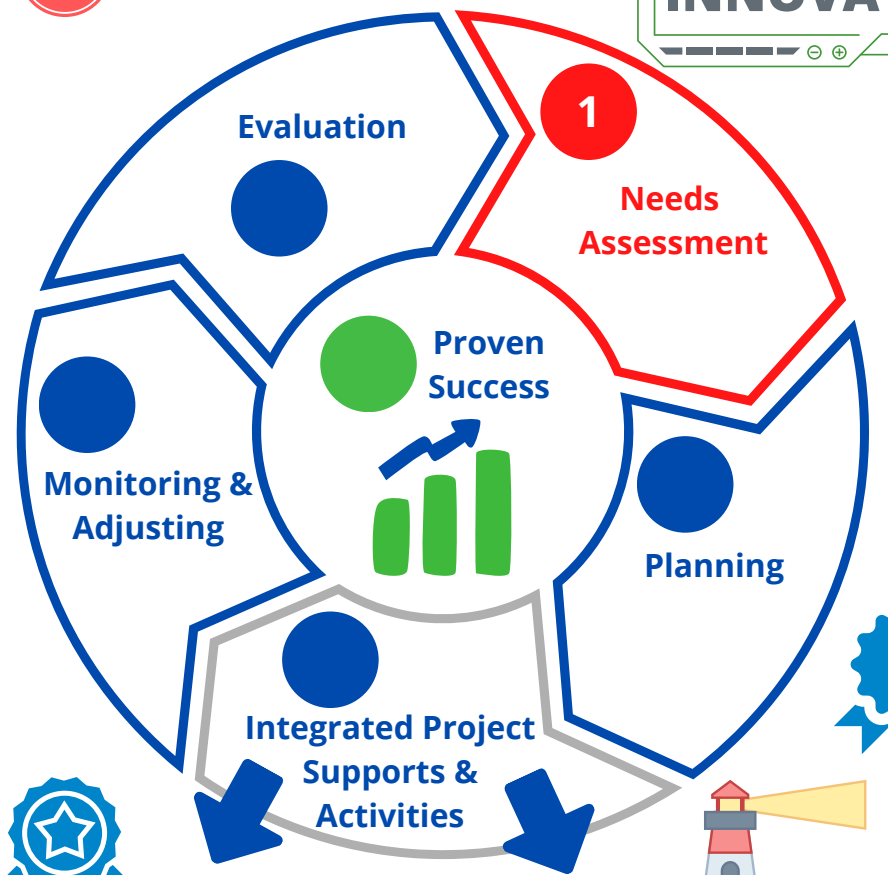 INNOVA
Evaluation
1
Needs
Assessment
Proven
Success
Monitoring &
Adjusting
Planning
Integrated Project
Supports &
Activities